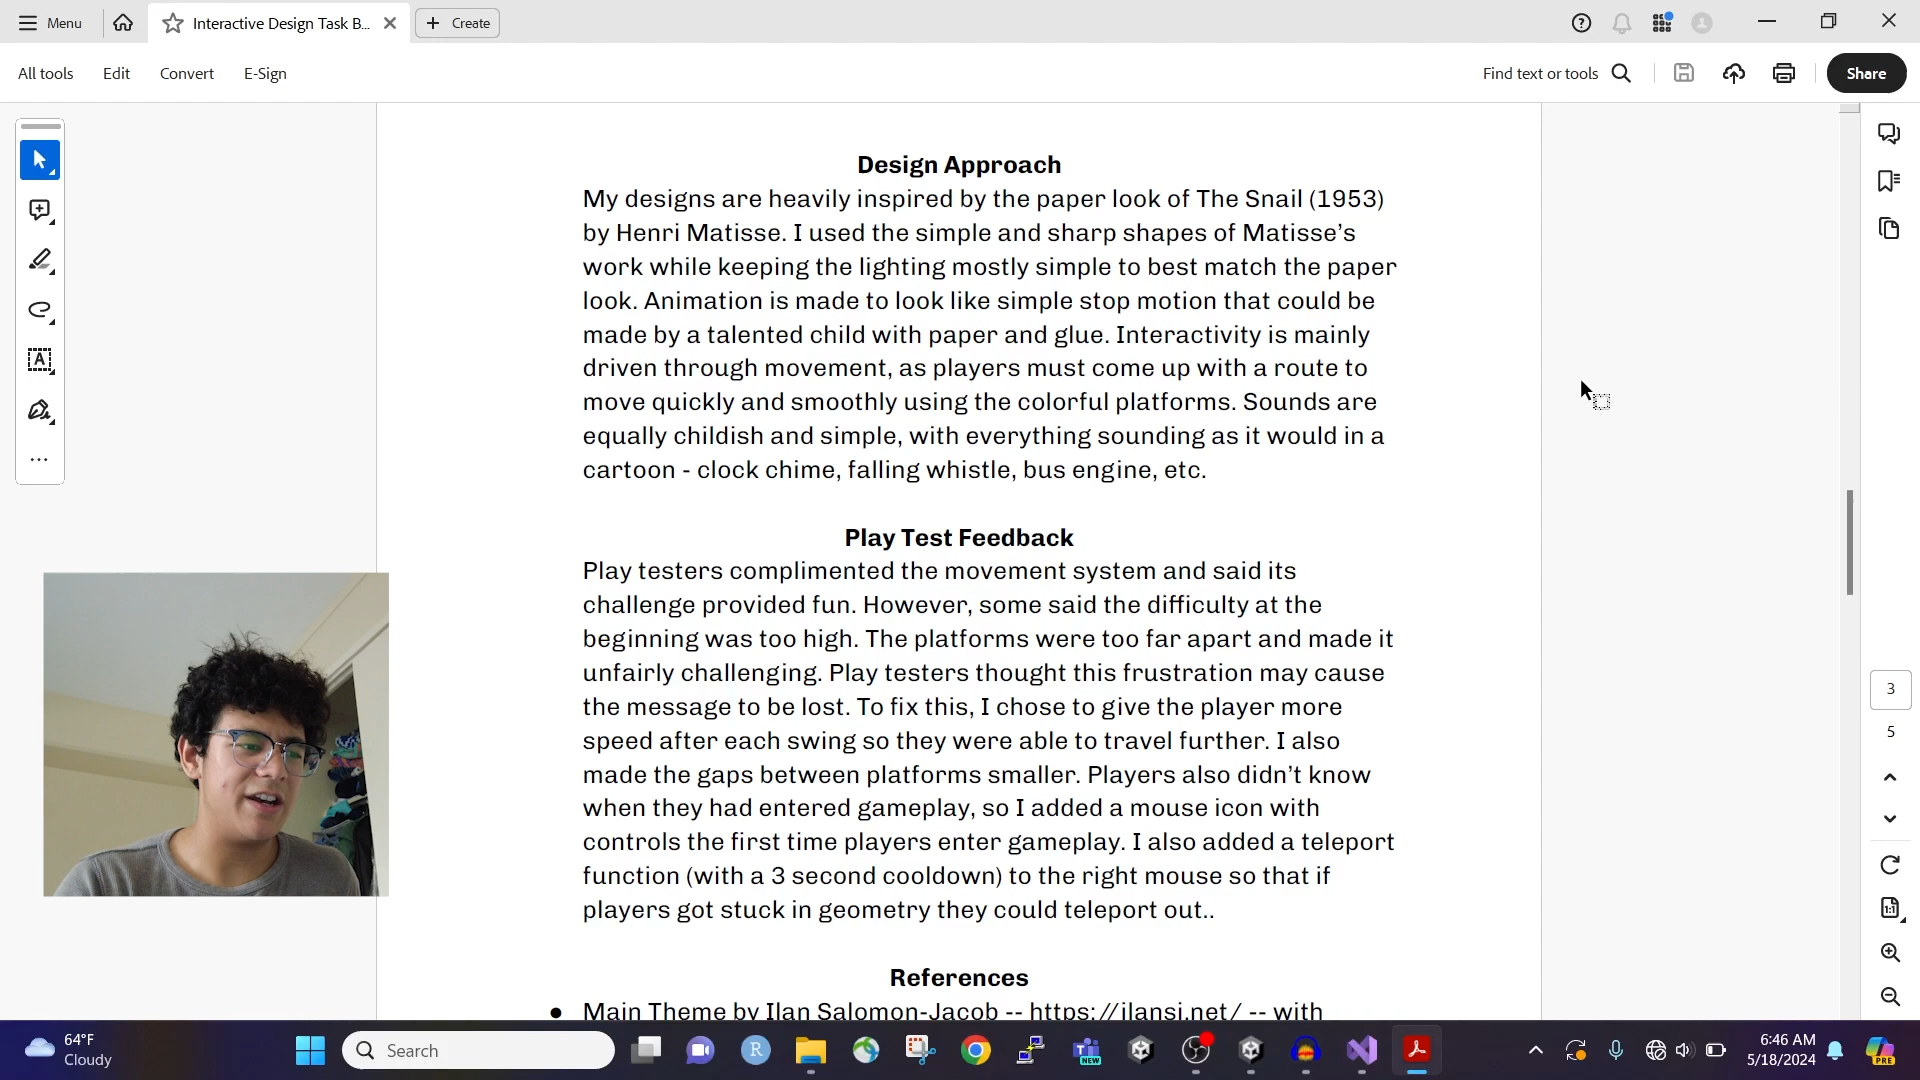 Menu
Interactive Design Task B...
Create
All tools
Edit
Convert
E-Sign
Find text or tools
Share
Design Approach
My designs are heavily inspired by the paper look of The Snail (1953)
by Henri Matisse. I used the simple and sharp shapes of Matisse's
work while keeping the lighting mostly simple to best match the paper
look. Animation is made to look like simple stop motion that could be
made by a talented child with paper and glue. Interactivity is mainly
driven through movement, as players must come up with a route to
move quickly and smoothly using the colorful platforms. Sounds are
equally childish and simple, with everything sounding as it would in a
cartoon - clock chime, falling whistle, bus engine, etc.
Play Test Feedback
Play testers complimented the movement system and said its
challenge provided fun. However, some said the difficulty at the
beginning was too high. The platforms were too far apart and made it
unfairly challenging. Play testers thought this frustration may cause
the message to be lost. To fix this, I chose to give the player more
speed after each swing so they were able to travel further. I also
made the gaps between platforms smaller. Players also didn't know
when they had entered gameplay, so I added a mouse icon with
controls the first time players enter gameplay. I also added a teleport
function (with a 3 second cooldown) to the right mouse so that if
players got stuck in geometry they could teleport out..
References
● Main Theme by Ilan Salomon-Jacob -- https://ilansj.net/ -- with
3
5
64°F
Cloudy
Search
R
NEW
6:46 AM
5/18/2024
PRE